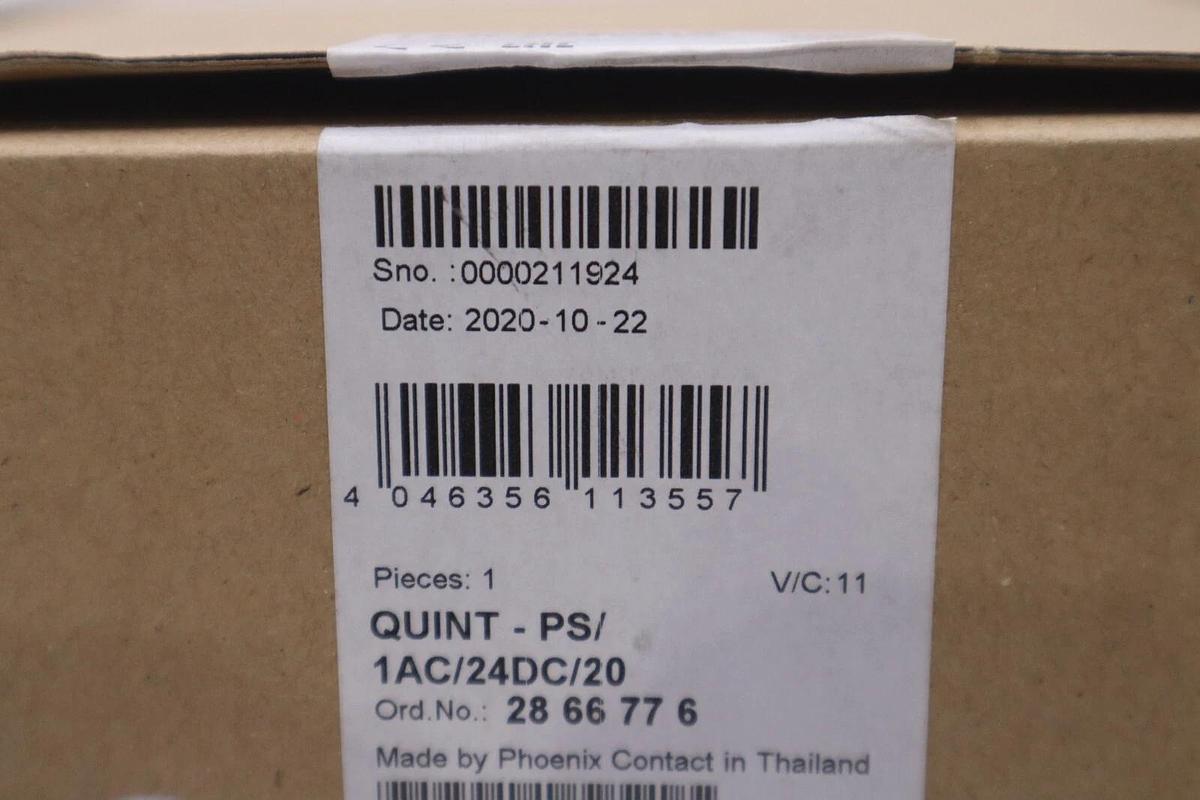 Sno. :0000211924
Date: 2020-10-22
4 046356 113557
Pieces: 1 V/C: 11
QUINT - PS/
1AC/24DC/20
Ord.No.: 28 66 77 6
Made by Phoenix Contact in Thailand